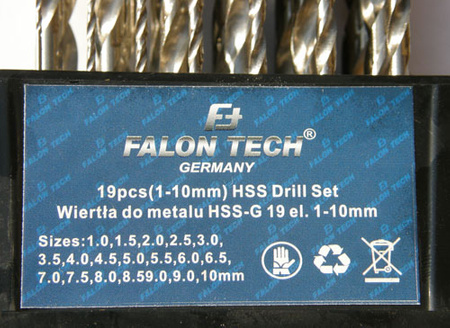 FALON TECH®
GERMANY
19pcs(1-10mm) HSS Drill Set
Wiertła do metalu HSS-G 19 el. 1-10mm
Sizes:1.0,1.5,2.0,2.5,3.0,
3.5,4.0,4.5,5.0,5.5,6.0,6.5,
7.0,7.5,8.0,8.59.0,9.0,10mm